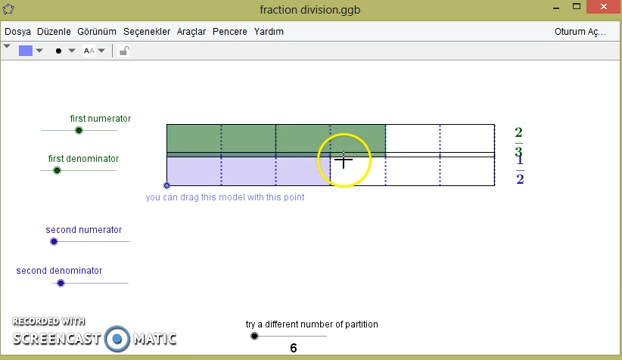 fraction division.ggb
Dosya Düzenle Görünüm Seçenekler Araçlar Pencere Yardım Oturum Aç...
AA
first numerator
first denominator
2
3
1
2
you can drag this model with this point
second numerator
second denominator
RECORDED WITH
SCREENCAST MATIC
try a different number of partition
6